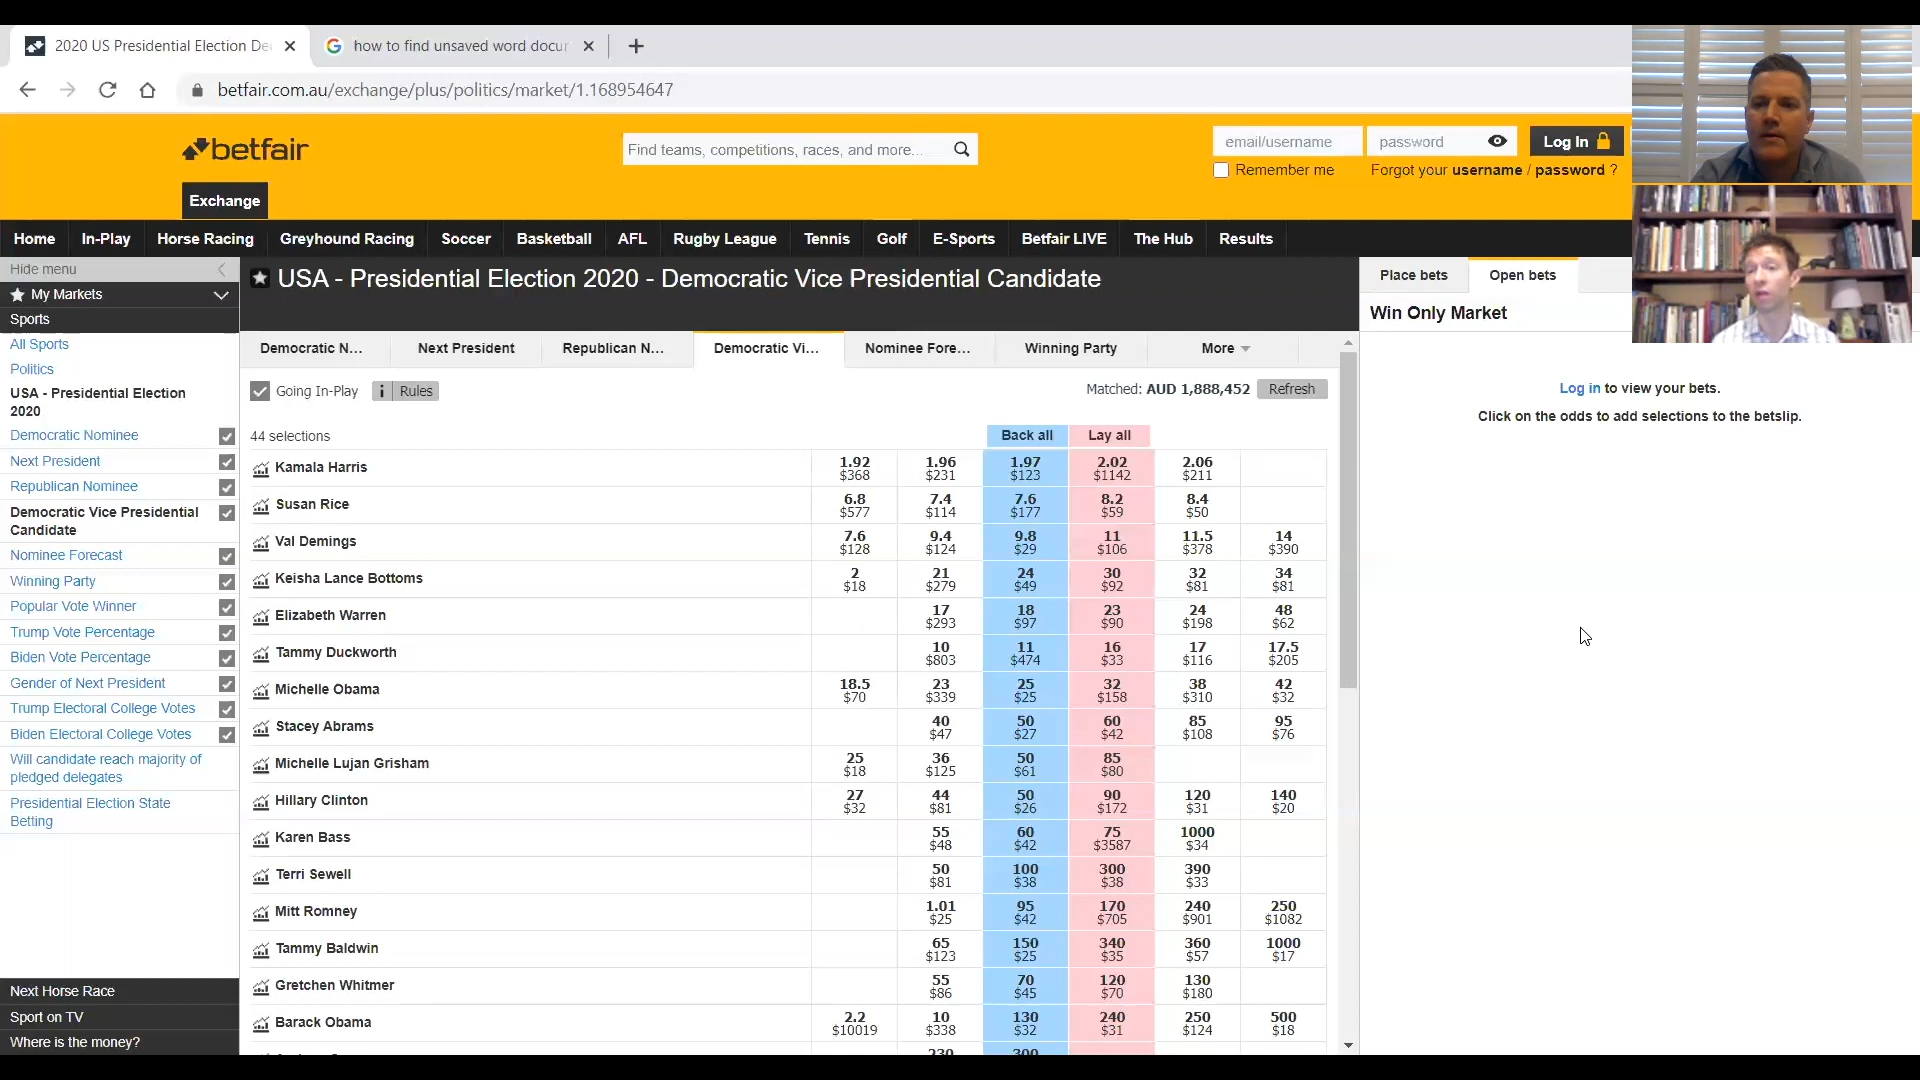 2020 US Presidential Election De
how to find unsaved word docur
betfair.com.au/exchange/plus/politics/market/1.168954647
betfair
Find teams, competitions, races, and more...
email/username
password
Log In
Remember me
Forgot your username / password ?
Exchange
Home In-Play Horse Racing Greyhound Racing Soccer Basketball AFL Rugby League Tennis Golf E-Sports Betfair LIVE The Hub Results
Hide menu
My Markets
Sports
All Sports
Politics
USA - Presidential Election
2020
Democratic Nominee
Next President
Republican Nominee
Democratic Vice Presidential
Candidate
Nominee Forecast
Winning Party
Popular Vote Winner
Trump Vote Percentage
Biden Vote Percentage
Gender of Next President
Trump Electoral College Votes
Biden Electoral College Votes
Will candidate reach majority of
pledged delegates
Presidential Election State
Betting
Next Horse Race
Sport on TV
Where is the money?
USA - Presidential Election 2020 - Democratic Vice Presidential Candidate
Democratic N... Next President Republican N... Democratic Vi... Nominee Fore... Winning Party More
Going In-Play i Rules
Matched: AUD 1,888,452 Refresh
44 selections Back all Lay all
Kamala Harris 1.92 1.96 1.97 2.02 2.06
$368 $231 $123 $1142 $211
Susan Rice 6.8 7.4 7.6 8.2 8.4
$577 $114 $177 $59 $50
Val Demings 7.6 9.4 9.8 11 11.5 14
$128 $124 $29 $106 $378 $390
Keisha Lance Bottoms 2 21 24 30 32 34
$18 $279 $49 $92 $81 $81
Elizabeth Warren 17 18 23 24 48
$293 $97 $90 $198 $62
Tammy Duckworth 10 11 16 17 17.5
$803 $474 $33 $116 $205
Michelle Obama 18.5 23 25 32 38 42
$70 $339 $25 $158 $310 $32
Stacey Abrams 40 50 60 85 95
$47 $27 $42 $108 $76
Michelle Lujan Grisham 25 36 50 85
$18 $125 $61 $80
Hillary Clinton 27 44 50 90 120 140
$32 $81 $26 $172 $31 $20
Karen Bass 55 60 75 1000
$48 $42 $3587 $34
Terri Sewell 50 100 300 390
$81 $38 $38 $33
Mitt Romney 1.01 95 170 240 250
$25 $42 $705 $901 $1082
Tammy Baldwin 65 150 340 360 1000
$123 $25 $35 $57 $17
Gretchen Whitmer 55 70 120 130
$86 $45 $70 $180
Barack Obama 2.2 10 130 240 250 500
$10019 $338 $32 $31 $124 $18
230 300
Place bets Open bets
Win Only Market
Log in to view your bets.
Click on the odds to add selections to the betslip.